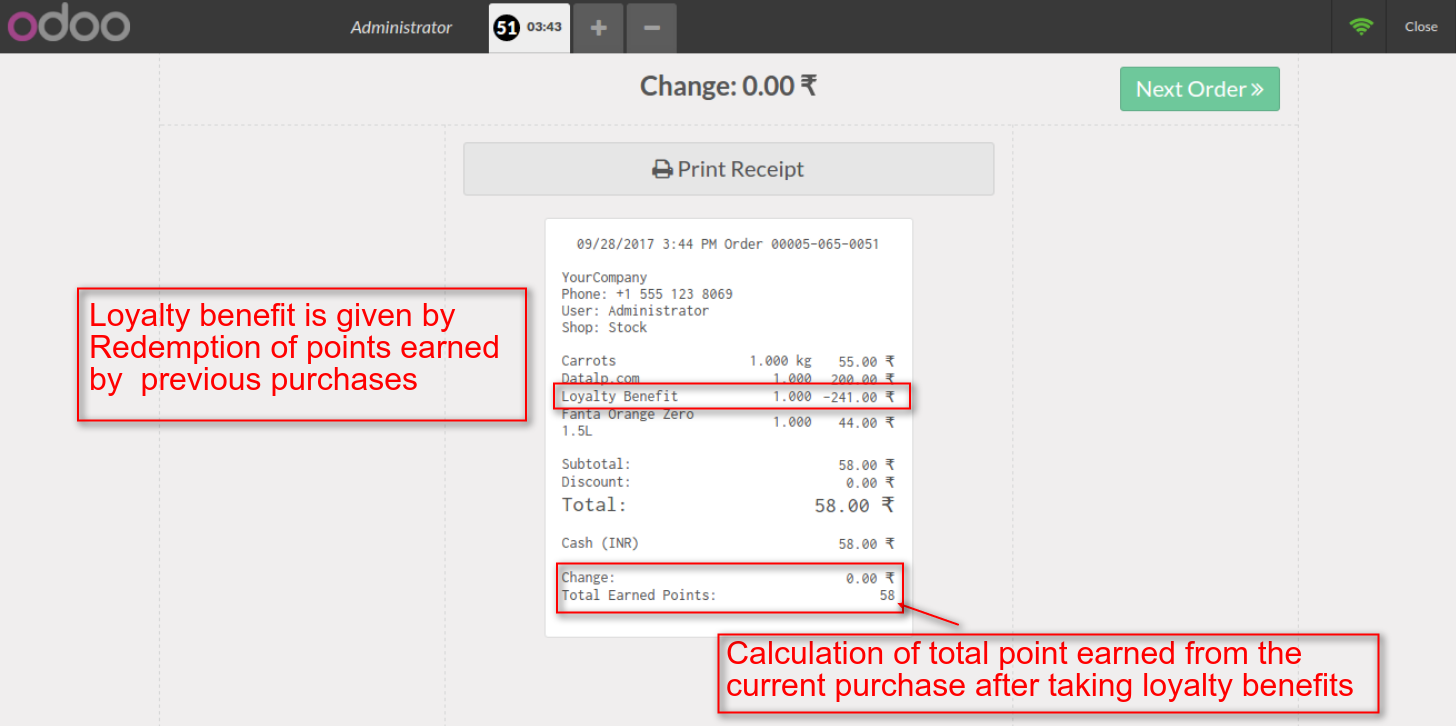 odoo Administrator 51 03:43 + − Close
Change: 0.00 ₹ Next Order »
Print Receipt
09/28/2017 3:44 PM Order 00005-065-0051
YourCompany
Phone: +1 555 123 8069
User: Administrator
Shop: Stock
Loyalty benefit is given by
Redemption of points earned
by previous purchases
Carrots 1.000 kg 55.00 ₹
Datalp.com 1.000 200.00 ₹
Loyalty Benefit 1.000 -241.00 ₹
Fanta Orange Zero
1.5L 1.000 44.00 ₹
Subtotal: 58.00 ₹
Discount: 0.00 ₹
Total: 58.00 ₹
Cash (INR) 58.00 ₹
Change: 0.00 ₹
Total Earned Points: 58
Calculation of total point earned from the
current purchase after taking loyalty benefits